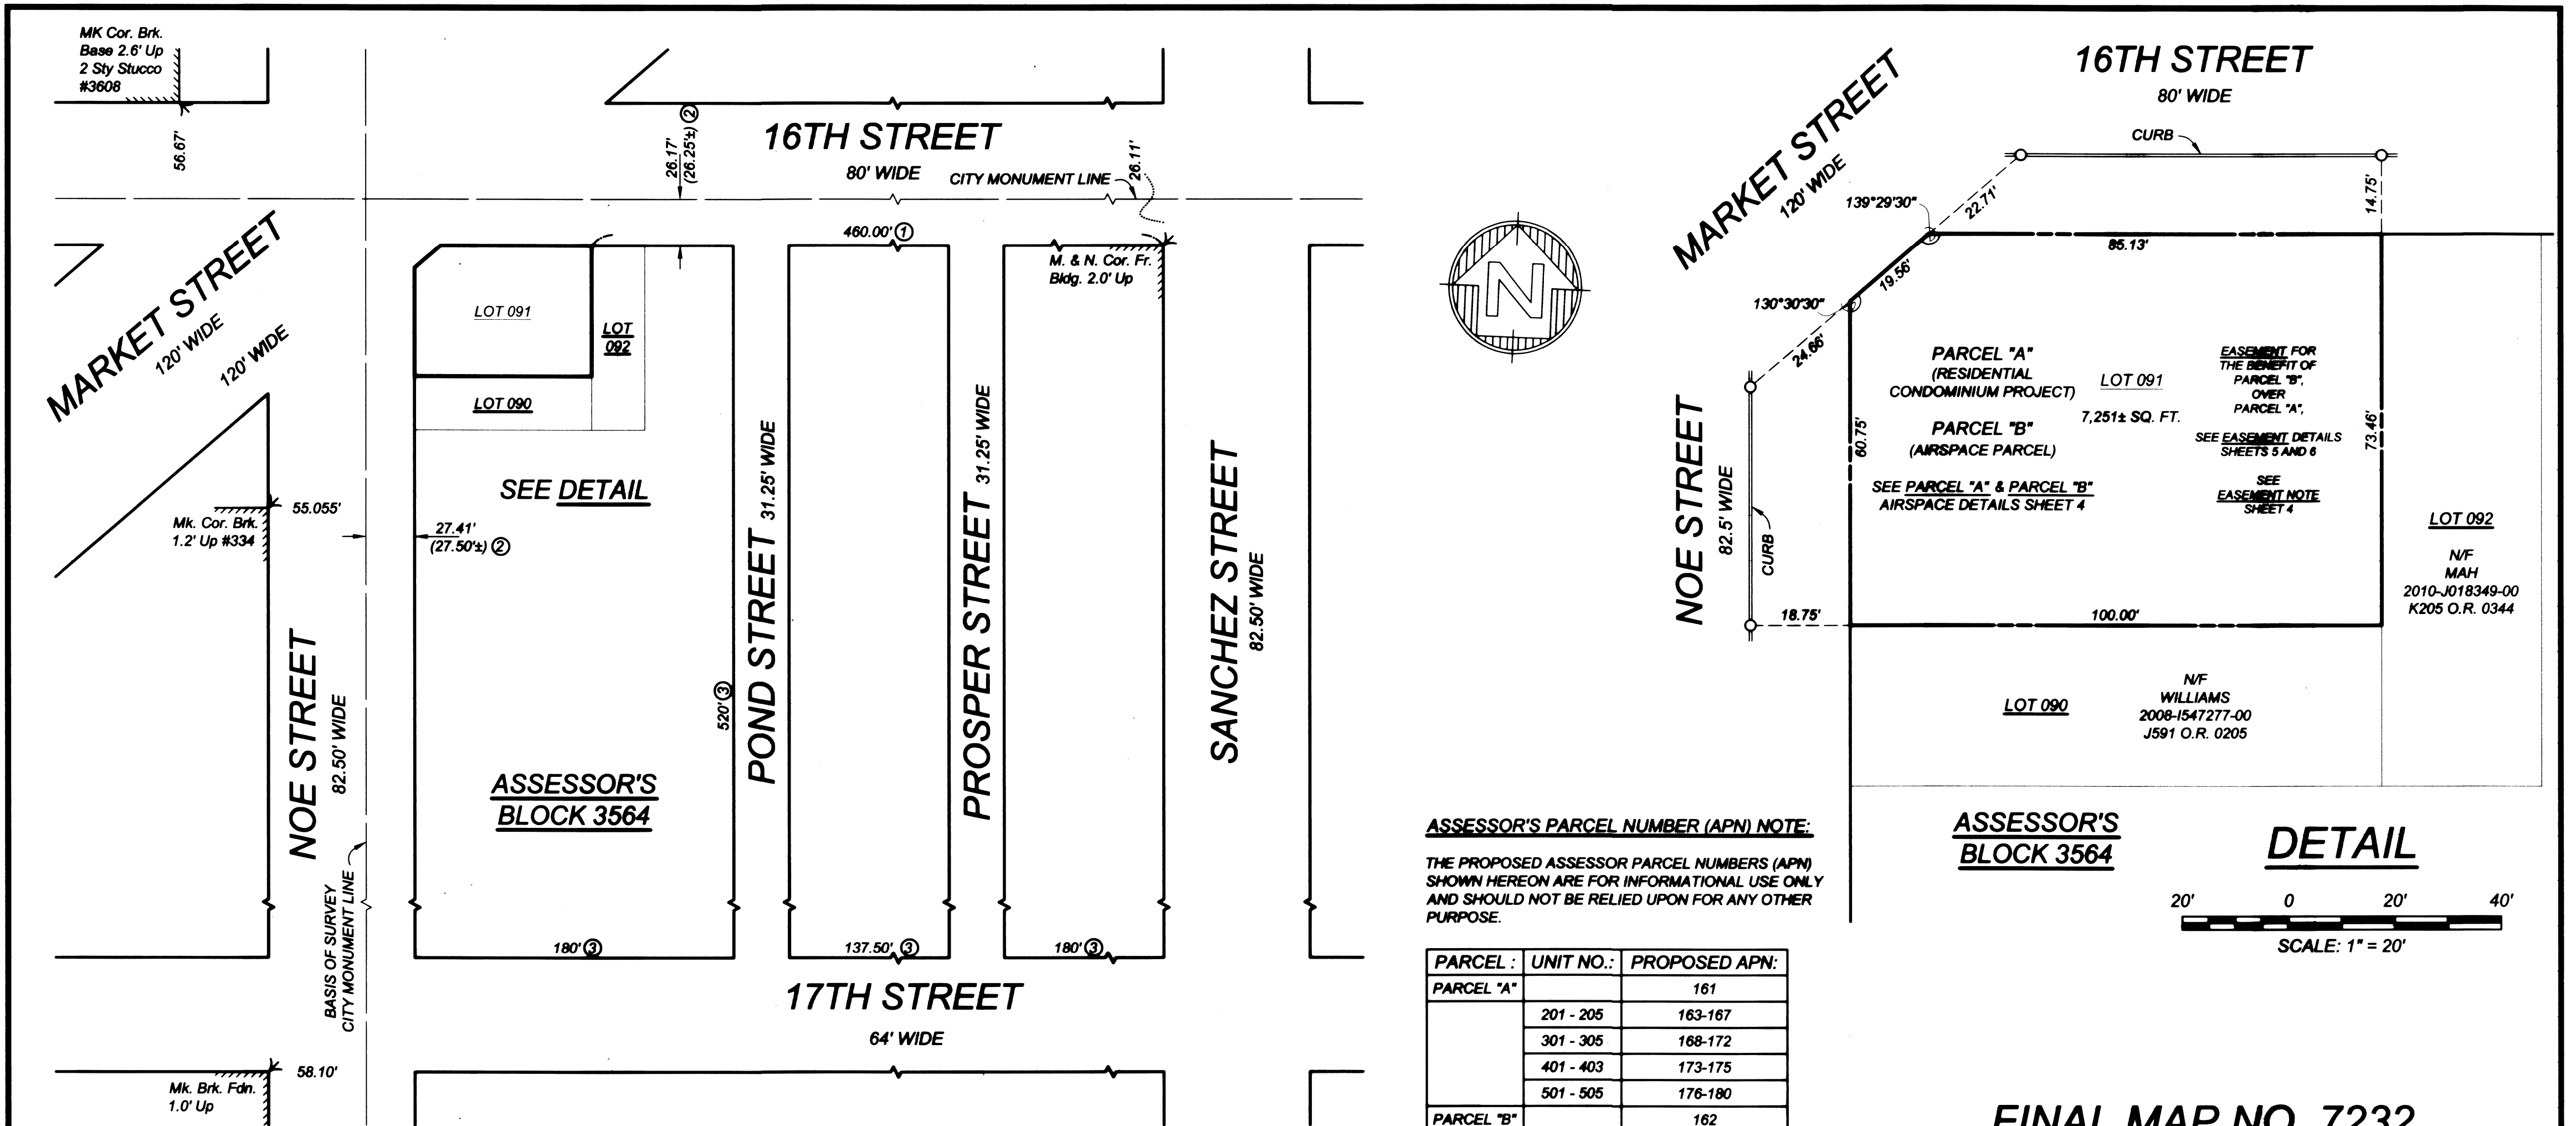 MK Cor. Brk.
Base 2.6' Up
2 Sty Stucco
#3608
56.67'
26.17'
(26.25'±) ②
16TH STREET
80' WIDE
CITY MONUMENT LINE
26.11'
460.00' ①
M. & N. Cor. Fr.
Bldg. 2.0' Up
MARKET STREET
120' WIDE
120' WIDE
LOT 091
LOT
092
LOT 090
SEE DETAIL
55.055'
Mk. Cor. Brk.
1.2' Up #334
27.41'
(27.50'±) ②
NOE STREET
82.50' WIDE
BASIS OF SURVEY
CITY MONUMENT LINE
ASSESSOR'S
BLOCK 3564
520' ③
POND STREET 31.25' WIDE
PROSPER STREET 31.25' WIDE
SANCHEZ STREET
82.50' WIDE
180' ③
137.50' ③
180' ③
17TH STREET
64' WIDE
58.10'
Mk. Brk. Fdn.
1.0' Up
N
16TH STREET
80' WIDE
CURB
MARKET STREET
120' WIDE
139°29'30"
22.71'
14.75'
85.13'
19.56'
130°30'30"
24.66'
NOE STREET
82.5' WIDE
CURB
60.75'
18.75'
PARCEL "A"
(RESIDENTIAL
CONDOMINIUM PROJECT)
PARCEL "B"
(AIRSPACE PARCEL)
SEE PARCEL "A" & PARCEL "B"
AIRSPACE DETAILS SHEET 4
LOT 091
7,251± SQ. FT.
EASEMENT FOR
THE BENEFIT OF
PARCEL "B",
OVER
PARCEL "A",
SEE EASEMENT DETAILS
SHEETS 5 AND 6
SEE
EASEMENT NOTE
SHEET 4
73.46'
100.00'
LOT 092
N/F
MAH
2010-J018349-00
K205 O.R. 0344
LOT 090
N/F
WILLIAMS
2008-I547277-00
J591 O.R. 0205
ASSESSOR'S
BLOCK 3564
DETAIL
20' 0 20' 40'
SCALE: 1" = 20'
ASSESSOR'S PARCEL NUMBER (APN) NOTE:
THE PROPOSED ASSESSOR PARCEL NUMBERS (APN)
SHOWN HEREON ARE FOR INFORMATIONAL USE ONLY
AND SHOULD NOT BE RELIED UPON FOR ANY OTHER
PURPOSE.
PARCEL : UNIT NO.: PROPOSED APN:
PARCEL "A" 161
201 - 205 163-167
301 - 305 168-172
401 - 403 173-175
501 - 505 176-180
PARCEL "B" 162
FINAL MAP NO. 7232